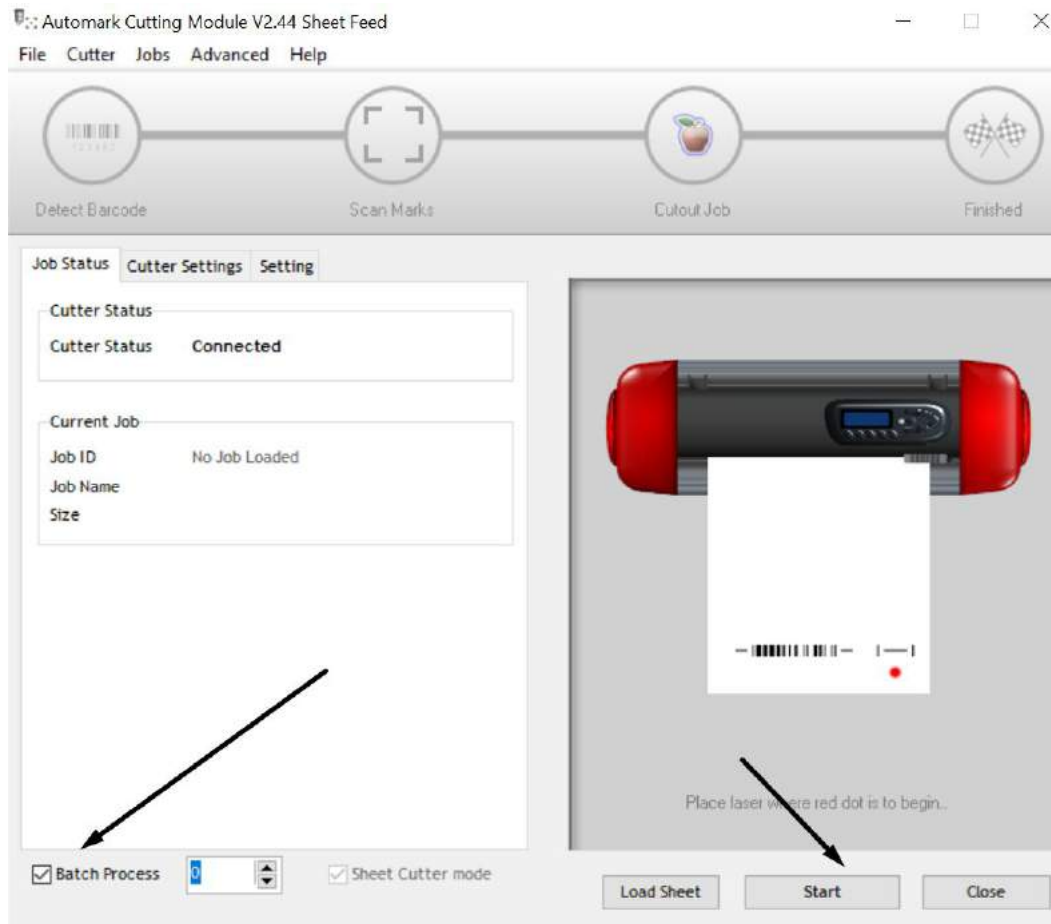 Automark Cutting Module V2.44 Sheet Feed
File Cutter Jobs Advanced Help
Detect Barcode Scan Marks Cutout Job Finished
Job Status Cutter Settings Setting
Cutter Status
Cutter Status Connected
Current Job
Job ID No Job Loaded
Job Name
Size
Place laser where red dot is to begin..
Batch Process 0 Sheet Cutter mode
Load Sheet Start Close